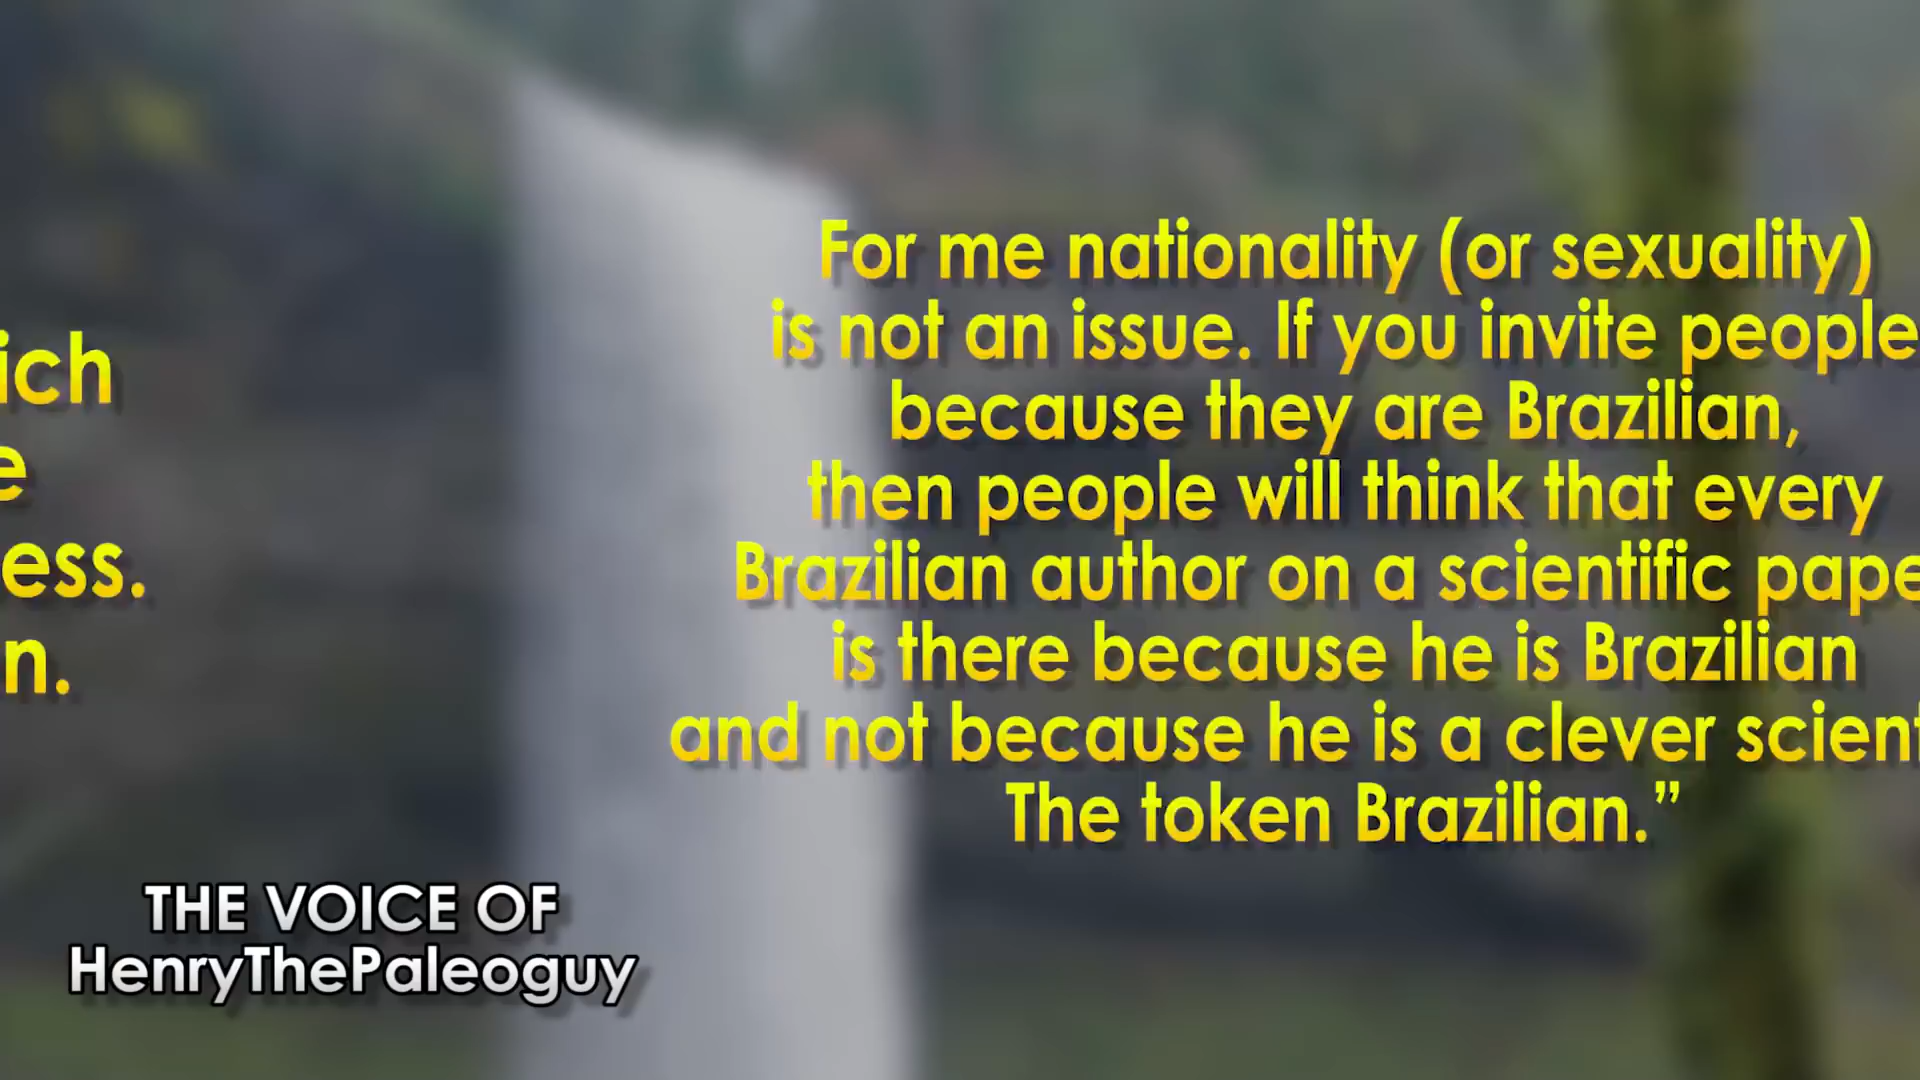 ich
e
ess.
n.
For me nationality (or sexuality)
is not an issue. If you invite people
because they are Brazilian,
then people will think that every
Brazilian author on a scientific pape
is there because he is Brazilian
and not because he is a clever scient
The token Brazilian.”
THE VOICE OF
HenryThePaleoguy